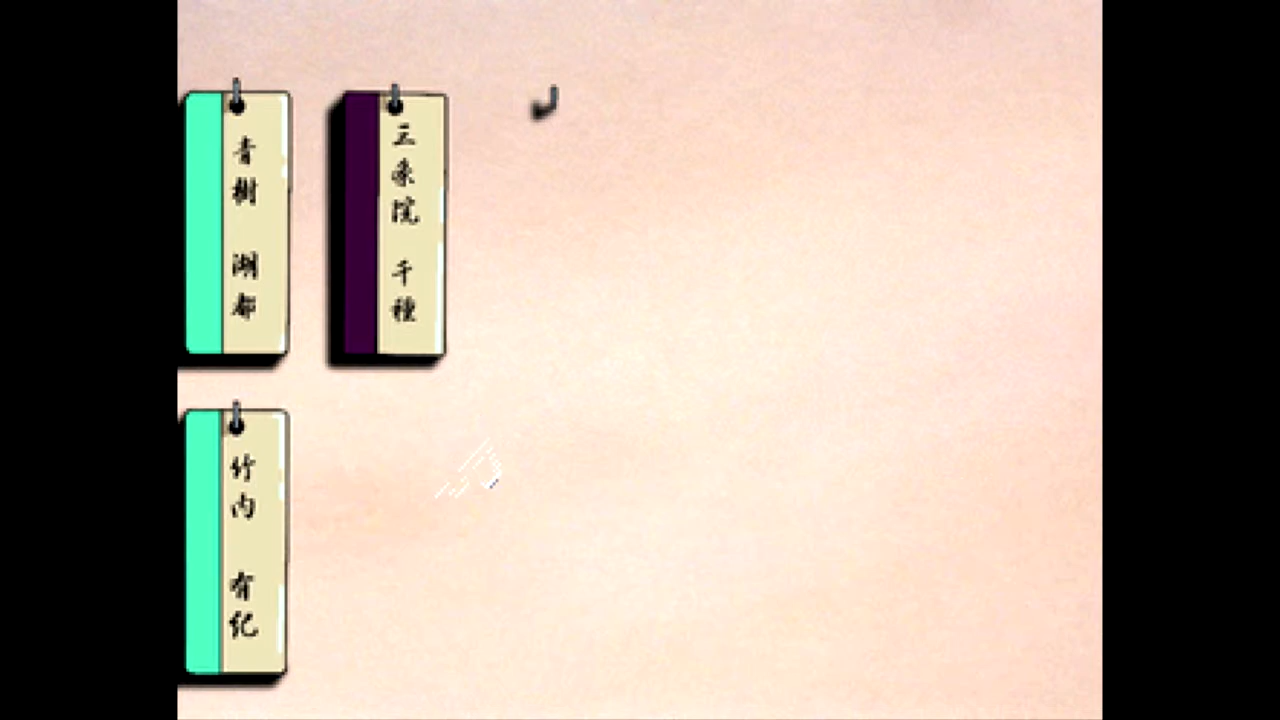 三条院 千種
青樹 湖都
竹内 有紀